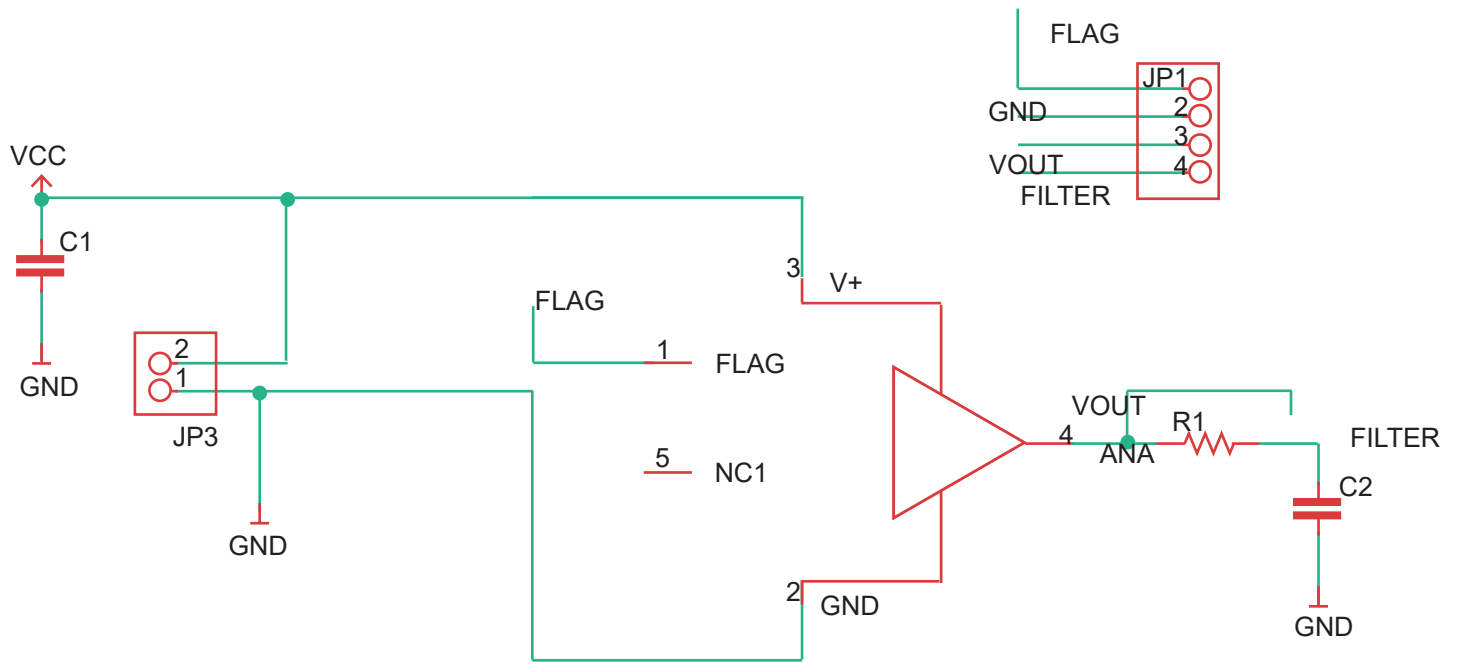 FLAG
JP1
GND
2
3
VOUT
4
FILTER
VCC
C1
GND
2
1
JP3
GND
FLAG
1
FLAG
5
NC1
3
V+
2
GND
VOUT
4
ANA
R1
FILTER
C2
GND